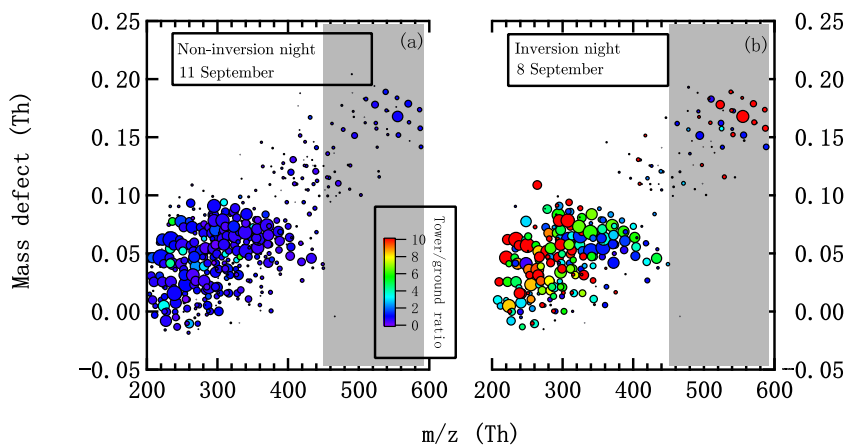 0.25
0.20
0.15
0.10
0.05
0.00
−0.05
Mass defect (Th)
Non-inversion night
11 September
(a)
Tower/ground ratio
10
8
6
4
2
0
200 300 400 500 600
Inversion night
8 September
(b)
0.25
0.20
0.15
0.10
0.05
0.00
−0.05
200 300 400 500 600
m/z (Th)